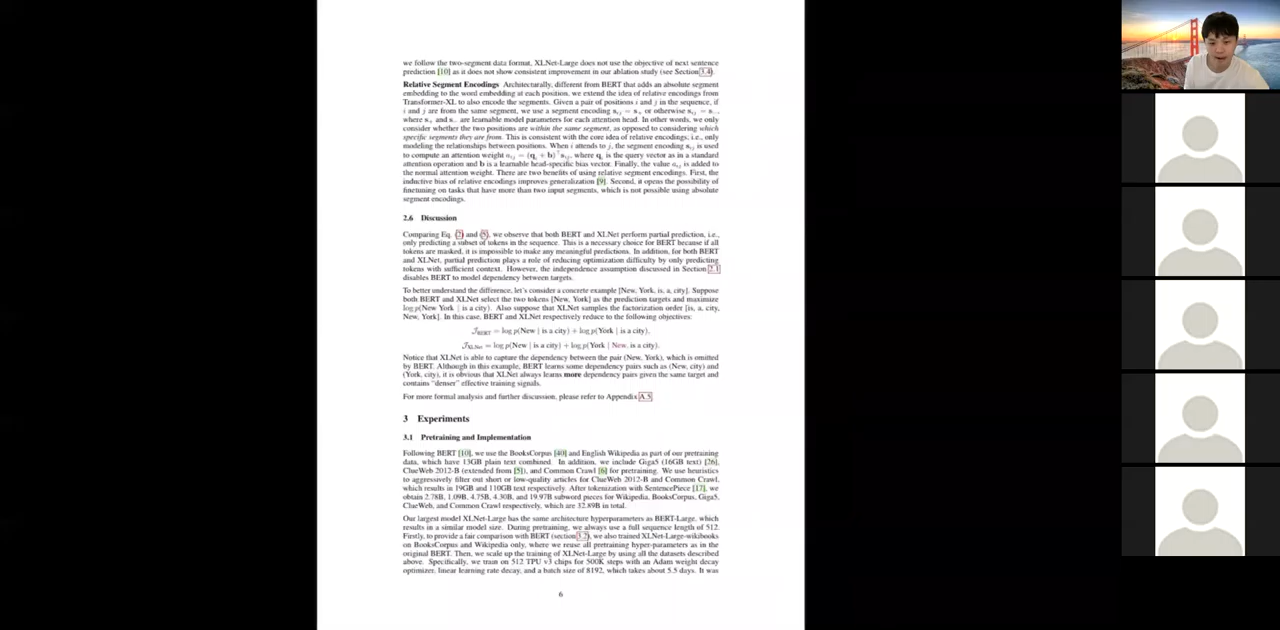 we follow the two-segment data format, XLNet-Large does not use the objective of next sentence
prediction [10] as it does not show consistent improvement in our ablation study (see Section 3.4).
Relative Segment Encodings Architecturally, different from BERT that adds an absolute segment
embedding to the word embedding at each position, we extend the idea of relative encodings from
Transformer-XL to also encode the segments. Given a pair of positions i and j in the sequence, if
i and j are from the same segment, we use a segment encoding s_ij = s_+ or otherwise s_ij = s_−,
where s_+ and s_− are learnable model parameters for each attention head. In other words, we only
consider whether the two positions are within the same segment, as opposed to considering which
specific segments they are from. This is consistent with the core idea of relative encodings; i.e., only
modeling the relationships between positions. When i attends to j, the segment encoding s_ij is used
to compute an attention weight a_ij = (q_i + b)^⊤ s_ij, where q_i is the query vector as in a standard
attention operation and b is a learnable head-specific bias vector. Finally, the value a_ij is added to
the normal attention weight. There are two benefits of using relative segment encodings. First, the
inductive bias of relative encodings improves generalization [9]. Second, it opens the possibility of
finetuning on tasks that have more than two input segments, which is not possible using absolute
segment encodings.
2.6 Discussion
Comparing Eq. (2) and (5), we observe that both BERT and XLNet perform partial prediction, i.e.,
only predicting a subset of tokens in the sequence. This is a necessary choice for BERT because if all
tokens are masked, it is impossible to make any meaningful predictions. In addition, for both BERT
and XLNet, partial prediction plays a role of reducing optimization difficulty by only predicting
tokens with sufficient context. However, the independence assumption discussed in Section 2.1
disables BERT to model dependency between targets.
To better understand the difference, let's consider a concrete example [New, York, is, a, city]. Suppose
both BERT and XLNet select the two tokens [New, York] as the prediction targets and maximize
log p(New York | is a city). Also suppose that XLNet samples the factorization order [is, a, city,
New, York]. In this case, BERT and XLNet respectively reduce to the following objectives:
𝒥_BERT = log p(New | is a city) + log p(York | is a city),
𝒥_XLNet = log p(New | is a city) + log p(York | New, is a city).
Notice that XLNet is able to capture the dependency between the pair (New, York), which is omitted
by BERT. Although in this example, BERT learns some dependency pairs such as (New, city) and
(York, city), it is obvious that XLNet always learns more dependency pairs given the same target and
contains "denser" effective training signals.
For more formal analysis and further discussion, please refer to Appendix A.5.
3 Experiments
3.1 Pretraining and Implementation
Following BERT [10], we use the BooksCorpus [40] and English Wikipedia as part of our pretraining
data, which have 13GB plain text combined. In addition, we include Giga5 (16GB text) [26],
ClueWeb 2012-B (extended from [5]), and Common Crawl [6] for pretraining. We use heuristics
to aggressively filter out short or low-quality articles for ClueWeb 2012-B and Common Crawl,
which results in 19GB and 110GB text respectively. After tokenization with SentencePiece [17], we
obtain 2.78B, 1.09B, 4.75B, 4.30B, and 19.97B subword pieces for Wikipedia, BooksCorpus, Giga5,
ClueWeb, and Common Crawl respectively, which are 32.89B in total.
Our largest model XLNet-Large has the same architecture hyperparameters as BERT-Large, which
results in a similar model size. During pretraining, we always use a full sequence length of 512.
Firstly, to provide a fair comparison with BERT (section 3.2), we also trained XLNet-Large-wikibooks
on BooksCorpus and Wikipedia only, where we reuse all pretraining hyper-parameters as in the
original BERT. Then, we scale up the training of XLNet-Large by using all the datasets described
above. Specifically, we train on 512 TPU v3 chips for 500K steps with an Adam weight decay
optimizer, linear learning rate decay, and a batch size of 8192, which takes about 5.5 days. It was
6